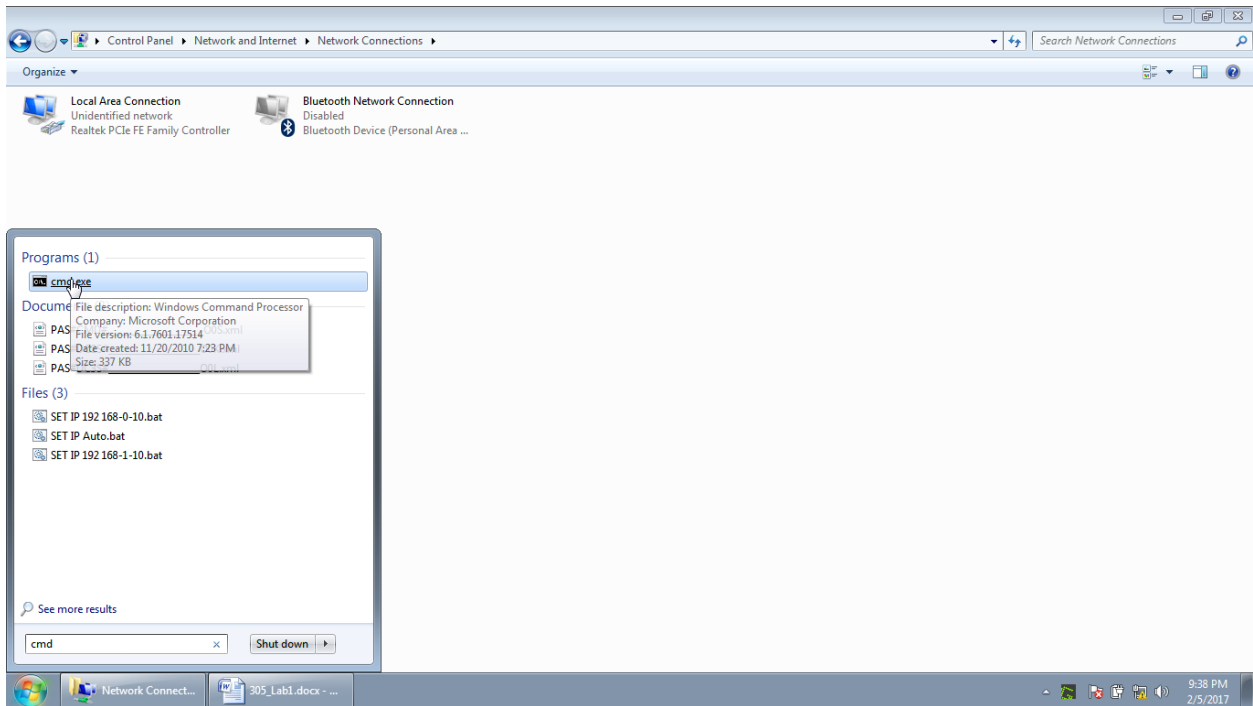 Control Panel ▸ Network and Internet ▸ Network Connections ▸
Search Network Connections
Organize
Local Area Connection
Unidentified network
Realtek PCIe FE Family Controller
Bluetooth Network Connection
Disabled
Bluetooth Device (Personal Area ...
Programs (1)
cmd.exe
File description: Windows Command Processor
Company: Microsoft Corporation
File version: 6.1.7601.17514
Date created: 11/20/2010 7:23 PM
Size: 337 KB
Files (3)
SET IP 192 168-0-10.bat
SET IP Auto.bat
SET IP 192 168-1-10.bat
See more results
cmd
Shut down
Network Connect...
305_Lab1.docx - ...
9:38 PM
2/5/2017